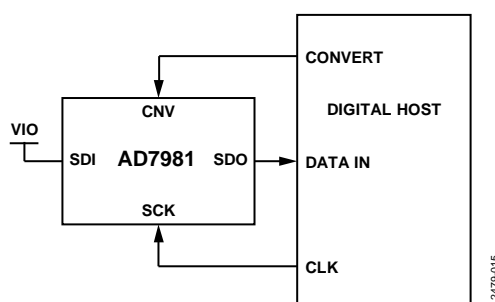 CONVERT
CNV
DIGITAL HOST
VIO
SDI
AD7981
SDO
DATA IN
SCK
CLK